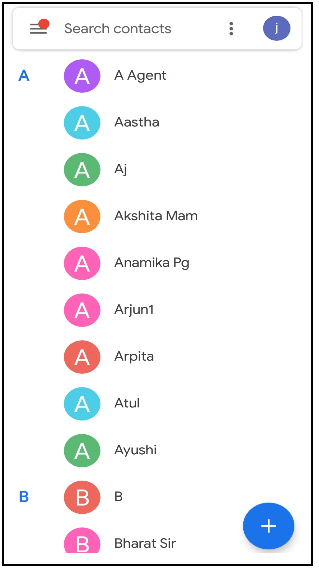 Search contacts
j
A
A A Agent
A Aastha
A Aj
A Akshita Mam
A Anamika Pg
A Arjun1
A Arpita
A Atul
A Ayushi
B
B B
B Bharat Sir